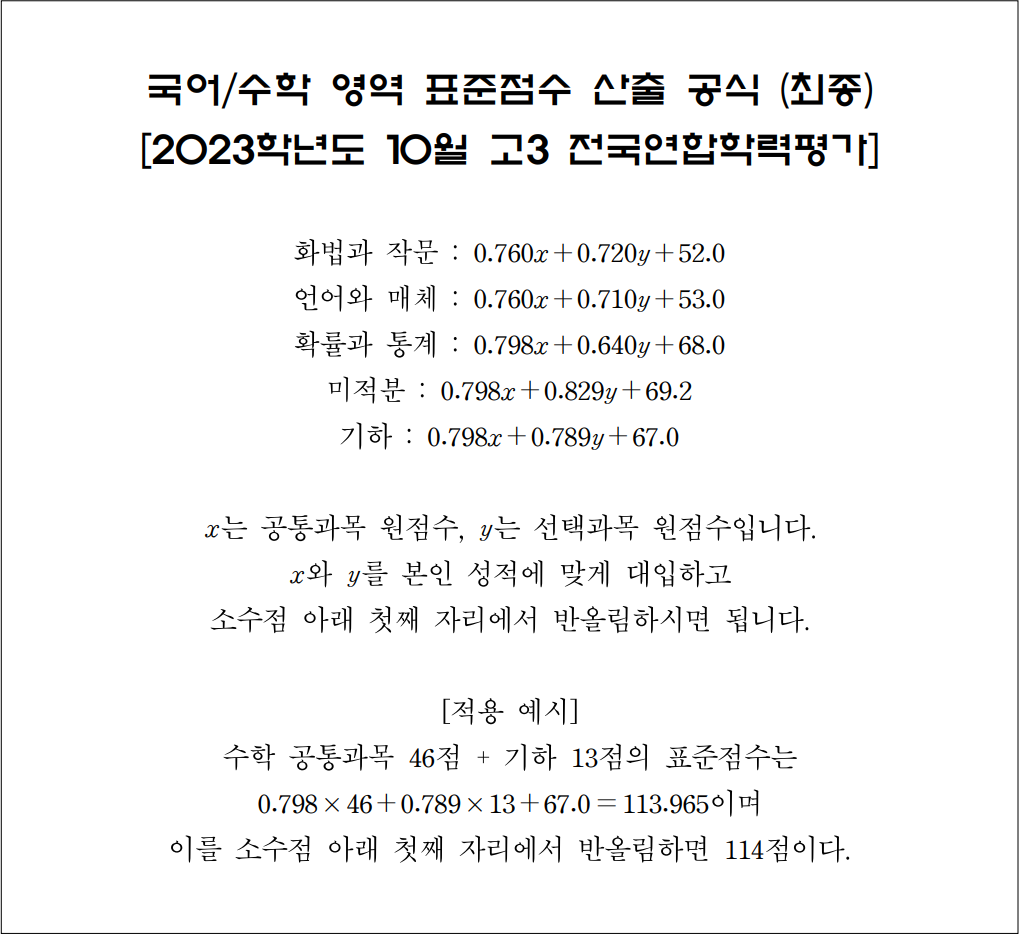 국어/수학 영역 표준점수 산출 공식 (최종)
[2023학년도 10월 고3 전국연합학력평가]
화법과 작문 : 0.760x+0.720y+52.0
언어와 매체 : 0.760x+0.710y+53.0
확률과 통계 : 0.798x+0.640y+68.0
미적분 : 0.798x+0.829y+69.2
기하 : 0.798x+0.789y+67.0
x는 공통과목 원점수, y는 선택과목 원점수입니다.
x와 y를 본인 성적에 맞게 대입하고
소수점 아래 첫째 자리에서 반올림하시면 됩니다.
[적용 예시]
수학 공통과목 46점 + 기하 13점의 표준점수는
0.798×46+0.789×13+67.0=113.965이며
이를 소수점 아래 첫째 자리에서 반올림하면 114점이다.